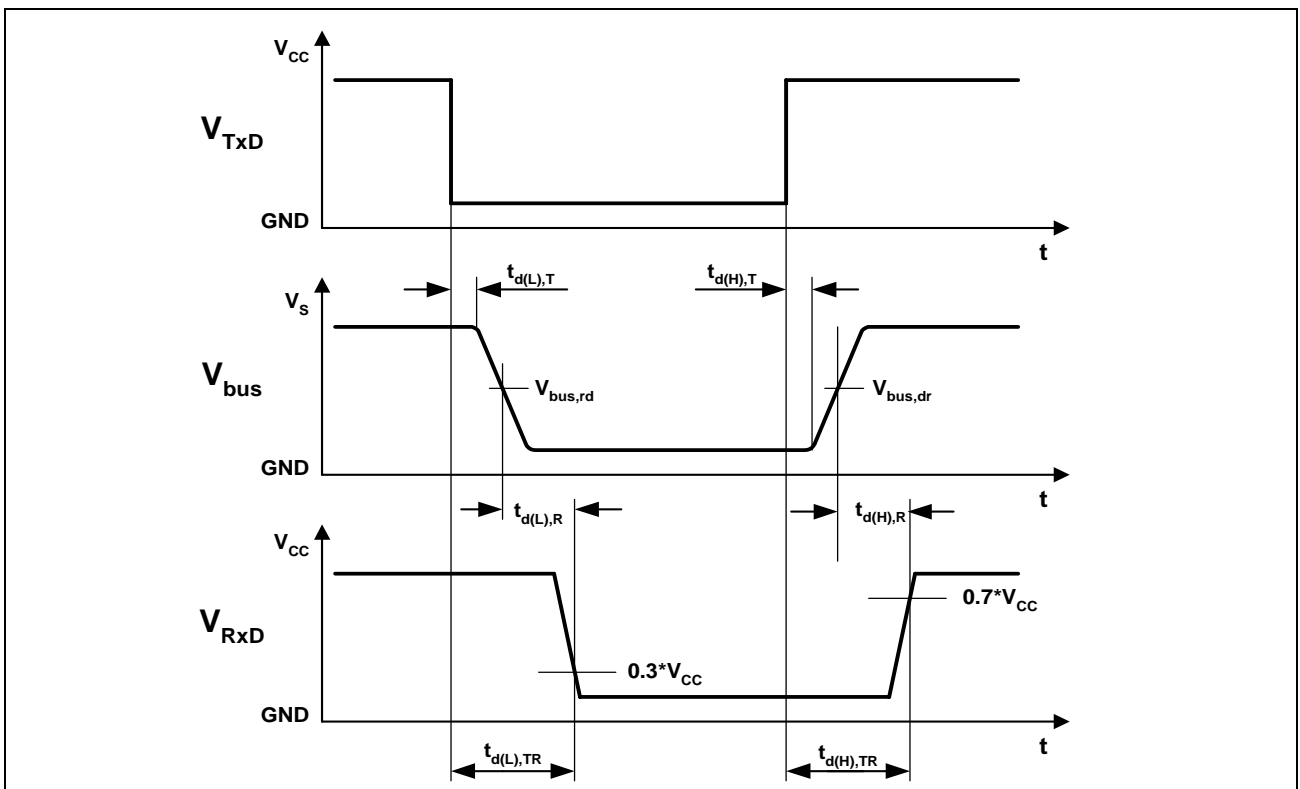 V_CC
V_TxD
GND
t
t_d(L),T
t_d(H),T
V_S
V_bus
V_bus,rd
V_bus,dr
GND
t
t_d(L),R
t_d(H),R
V_CC
0.7*V_CC
V_RxD
0.3*V_CC
GND
t
t_d(L),TR
t_d(H),TR